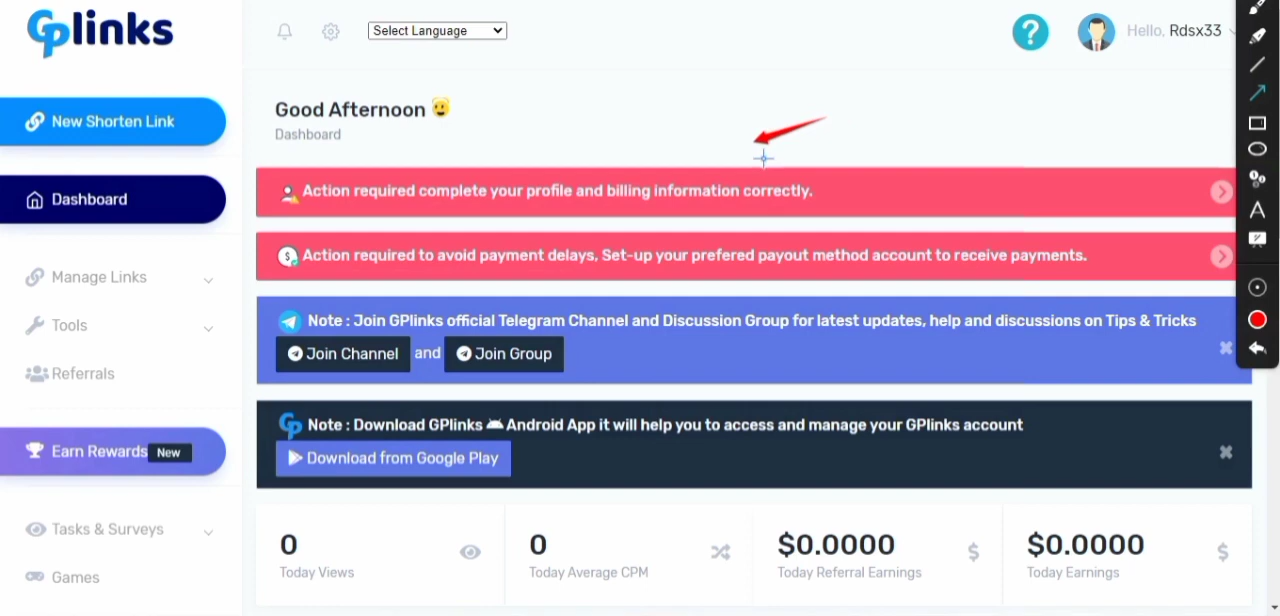 Gplinks
Select Language
?
Hello, Rdsx33
New Shorten Link
Good Afternoon
Dashboard
Dashboard
Action required complete your profile and billing information correctly.
Action required to avoid payment delays, Set-up your prefered payout method account to receive payments.
Manage Links
Tools
Referrals
Note : Join GPlinks official Telegram Channel and Discussion Group for latest updates, help and discussions on Tips & Tricks
Join Channel and Join Group
Note : Download GPlinks Android App it will help you to access and manage your GPlinks account
Download from Google Play
Earn Rewards New
Tasks & Surveys
Games
0
Today Views
0
Today Average CPM
$0.0000
Today Referral Earnings
$
$0.0000
Today Earnings
$
A